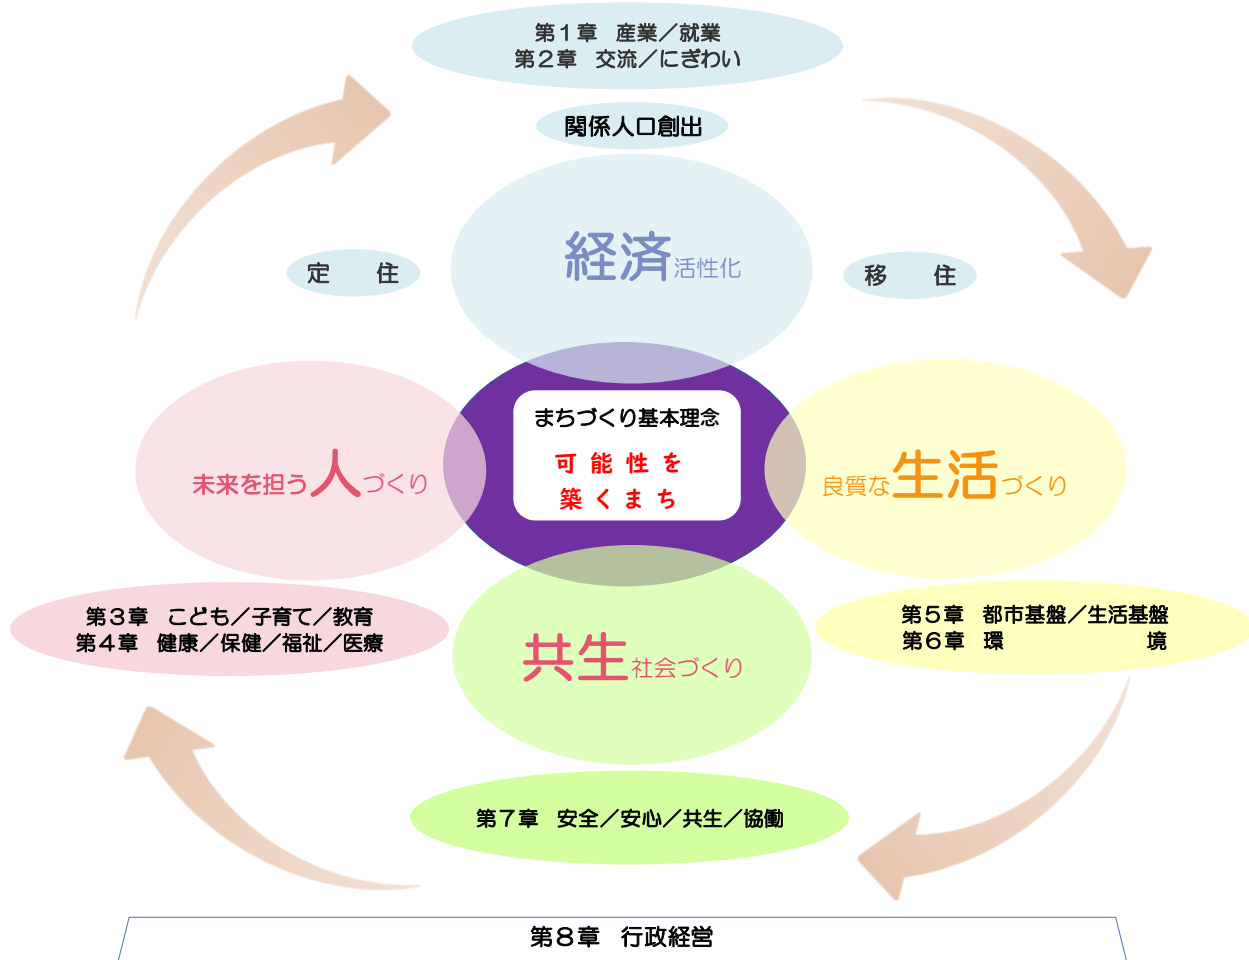 第１章　産業／就業
第２章　交流／にぎわい
関係人口創出
経済活性化
定　　住
移　　住
まちづくり基本理念
可 能 性 を
築 く ま ち
未来を担う人づくり
良質な生活づくり
第３章　こども／子育て／教育
第４章　健康／保健／福祉／医療
第５章　都市基盤／生活基盤
第６章　環　　　　　　　境
共生社会づくり
第７章　安全／安心／共生／協働
第８章　行政経営